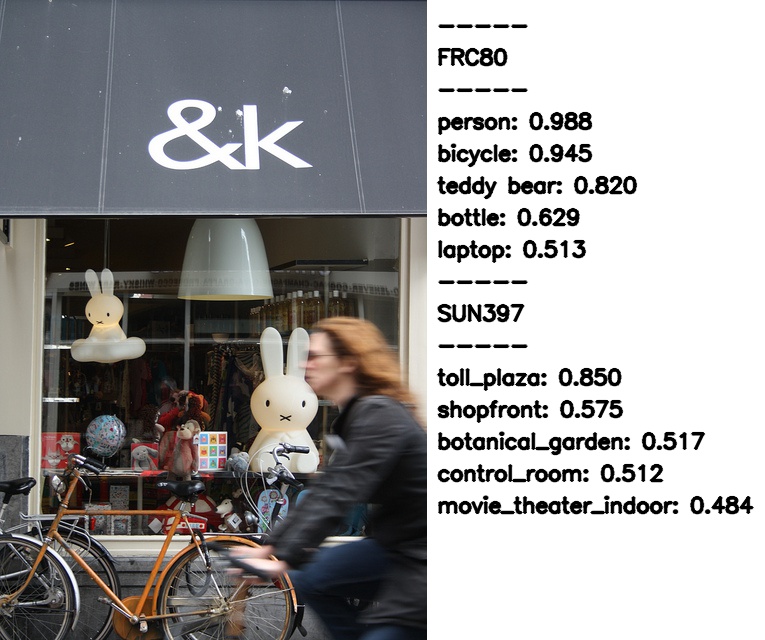 &k
-----
FRC80
-----
person: 0.988
bicycle: 0.945
teddy bear: 0.820
bottle: 0.629
laptop: 0.513
-----
SUN397
-----
toll_plaza: 0.850
shopfront: 0.575
botanical_garden: 0.517
control_room: 0.512
movie_theater_indoor: 0.484